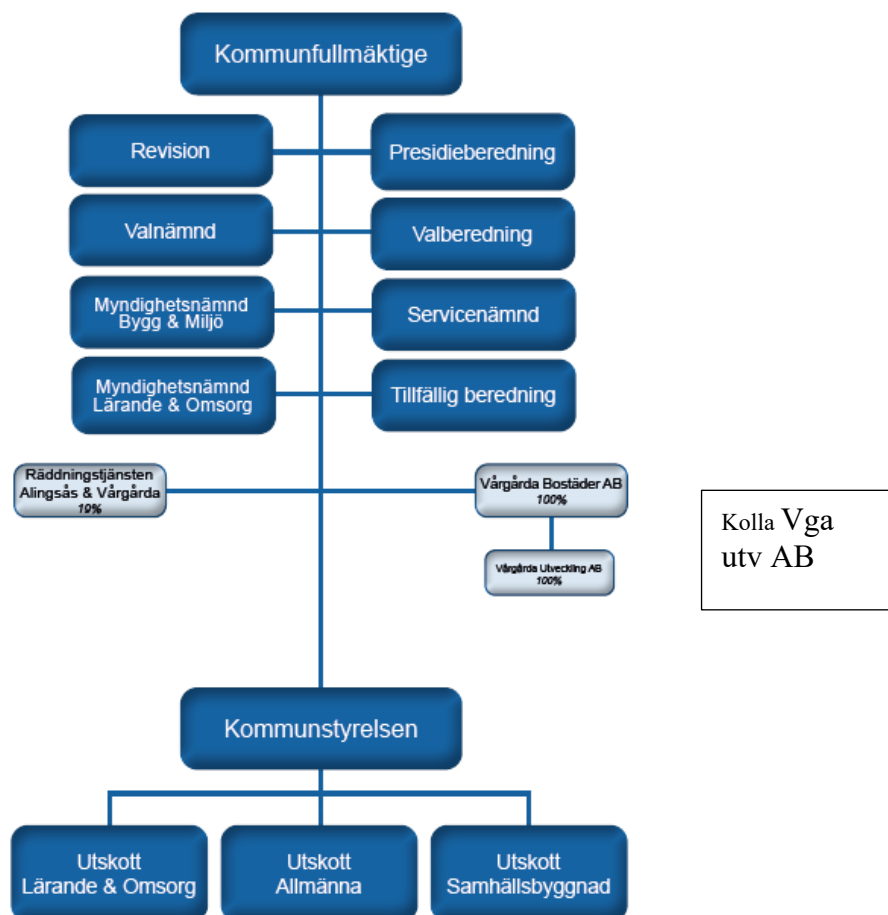 Kommunfullmäktige
Revision
Presidieberedning
Valnämnd
Valberedning
Myndighetsnämnd
Bygg & Miljö
Servicenämnd
Myndighetsnämnd
Lärande & Omsorg
Tillfällig beredning
Räddningstjänsten
Alingsås & Vårgårda
19%
Vårgårda Bostäder AB
100%
Vårgårda Utveckling AB
100%
Kolla Vga
utv AB
Kommunstyrelsen
Utskott
Lärande & Omsorg
Utskott
Allmänna
Utskott
Samhällsbyggnad